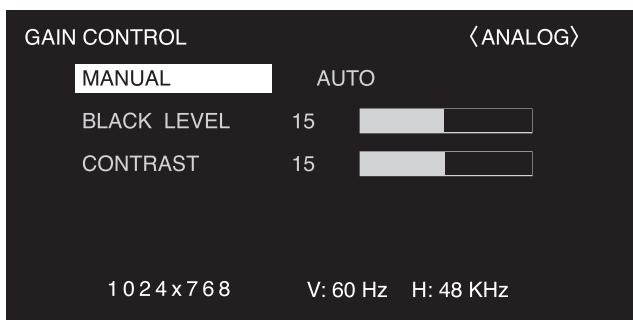 GAIN CONTROL 〈ANALOG〉
MANUAL AUTO
BLACK LEVEL 15
CONTRAST 15
1024x768 V: 60 Hz H: 48 KHz